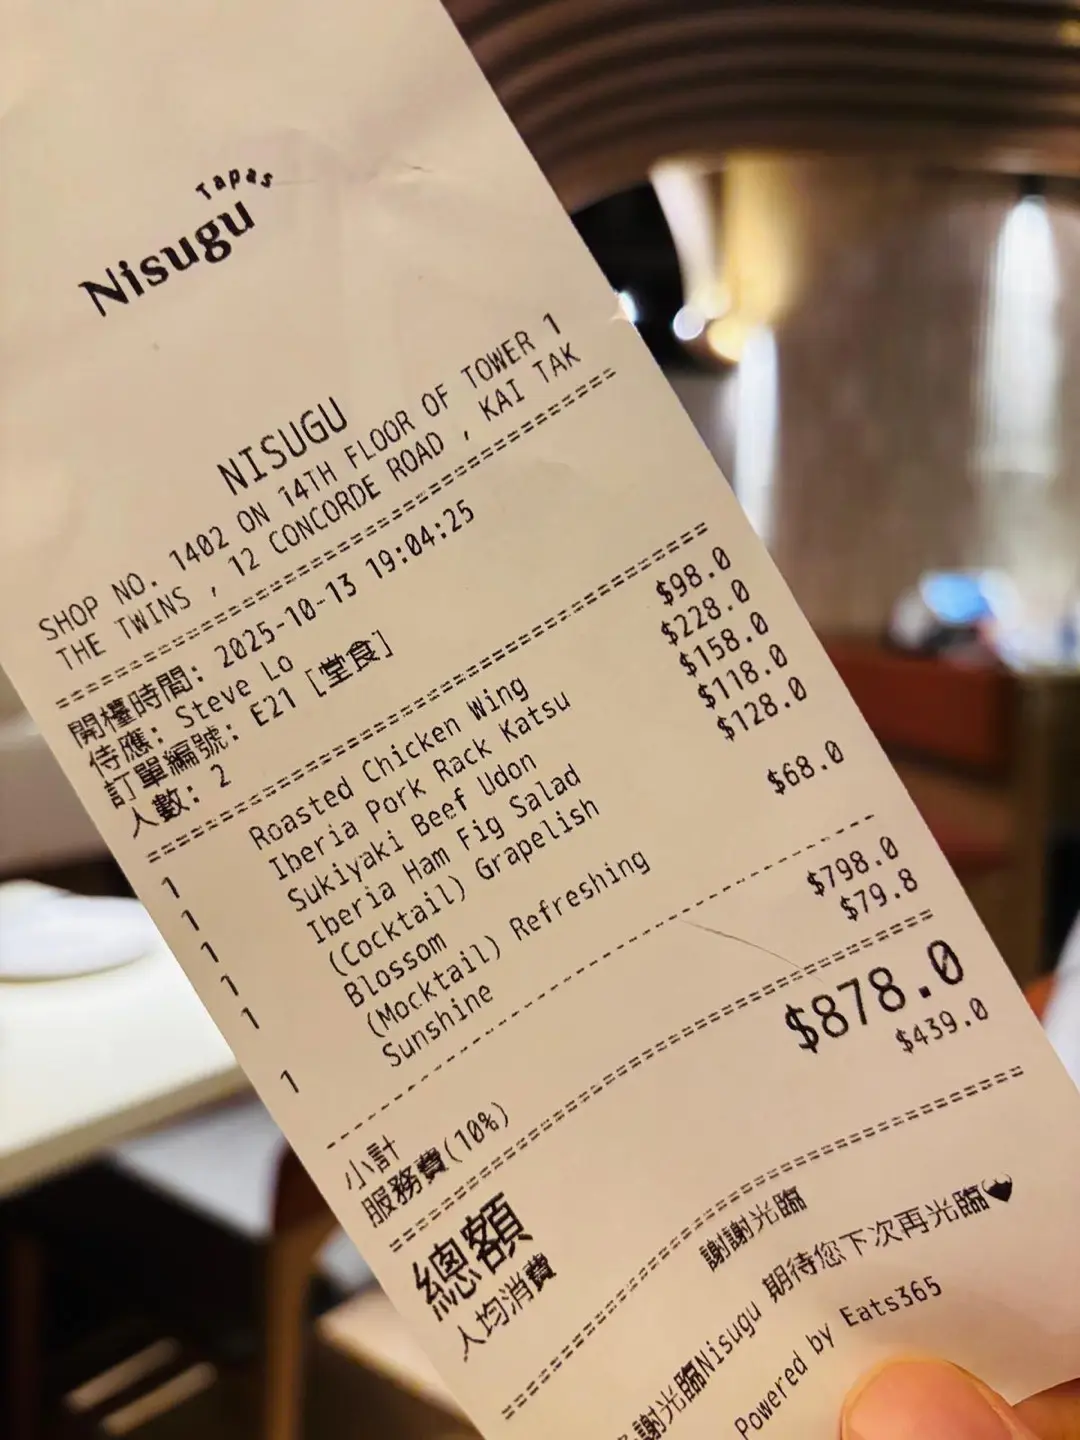 Tapas
Nisugu
NISUGU
SHOP NO. 1402 ON 14TH FLOOR OF TOWER 1
THE TWINS , 12 CONCORDE ROAD , KAI TAK
開檯時間: 2025-10-13 19:04:25
侍應: Steve Lo
訂單編號: E21 [堂食]
人數: 2
1 Roasted Chicken Wing $98.0
1 Iberia Pork Rack Katsu $228.0
1 Sukiyaki Beef Udon $158.0
1 Iberia Ham Fig Salad $118.0
1 (Cocktail) Grapelish $128.0
Blossom
1 (Mocktail) Refreshing $68.0
Sunshine
小計 $798.0
服務費(10%) $79.8
總額 $878.0
人均消費 $439.0
謝謝光臨
謝光臨Nisugu 期待您下次再光臨♥
Powered by Eats365